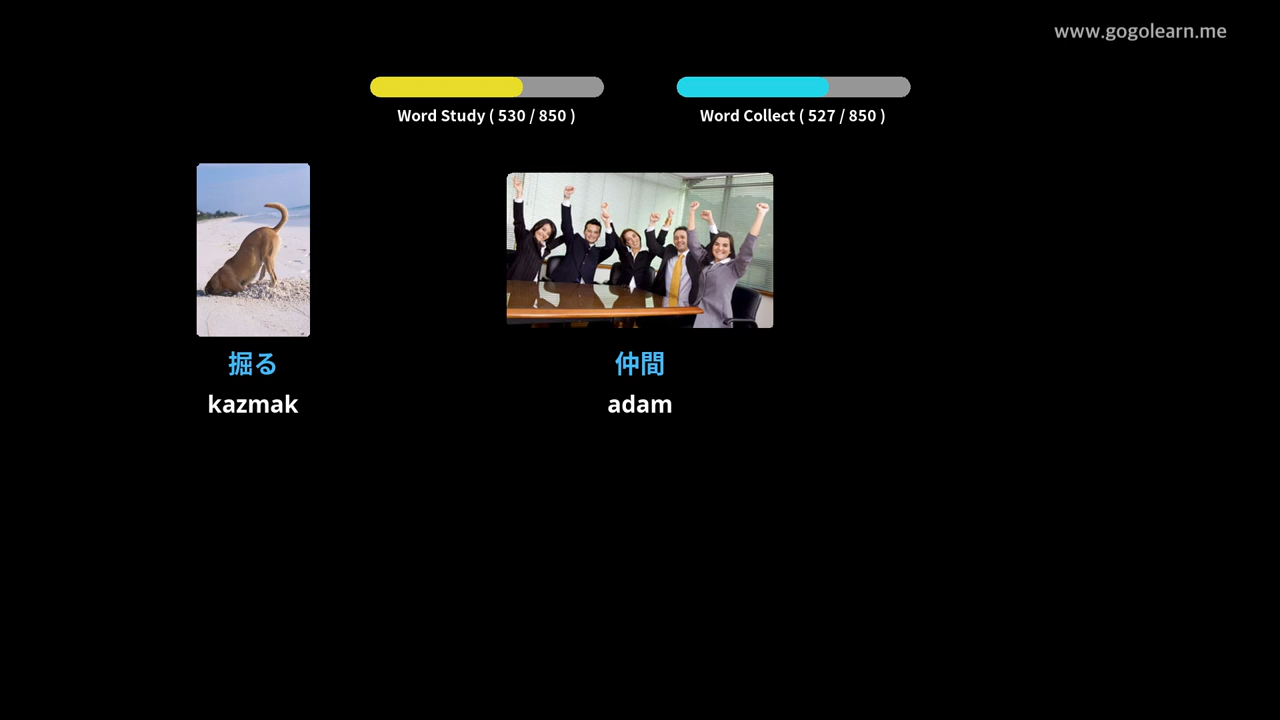 www.gogolearn.me
Word Study ( 530 / 850 )
Word Collect ( 527 / 850 )
掘る
kazmak
仲間
adam